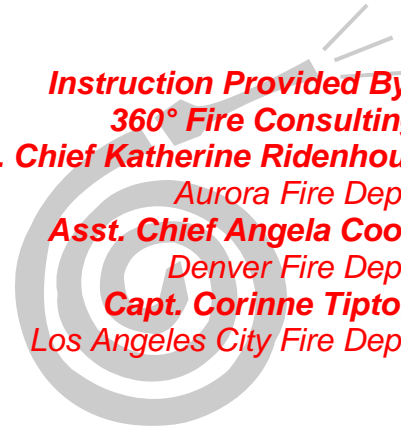 Instruction Provided By
360° Fire Consultin
. Chief Katherine Ridenhou
Aurora Fire Dep
Asst. Chief Angela Coo
Denver Fire Dep
Capt. Corinne Tipto
Los Angeles City Fire Dep